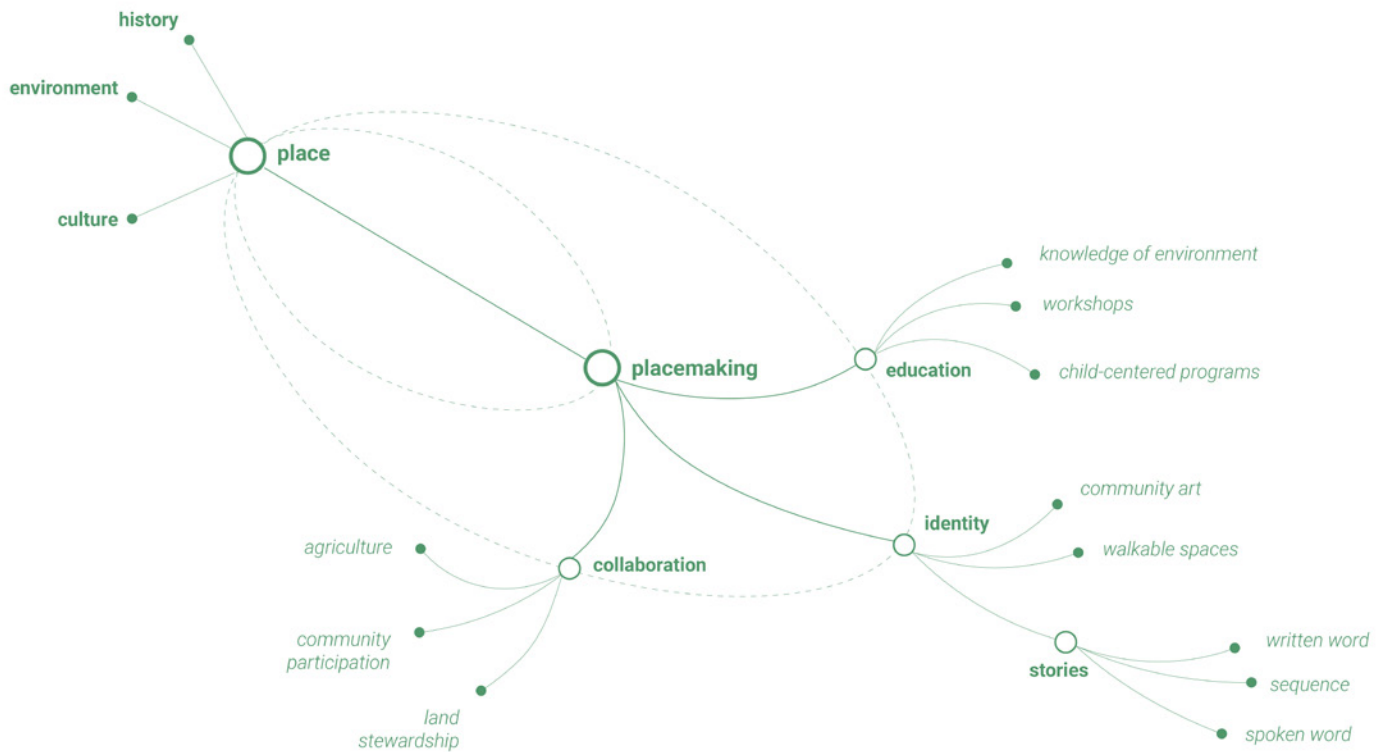 history
environment
place
culture
knowledge of environment
workshops
placemaking
education
child-centered programs
community art
identity
agriculture
walkable spaces
collaboration
community
participation
written word
stories
sequence
land
stewardship
spoken word